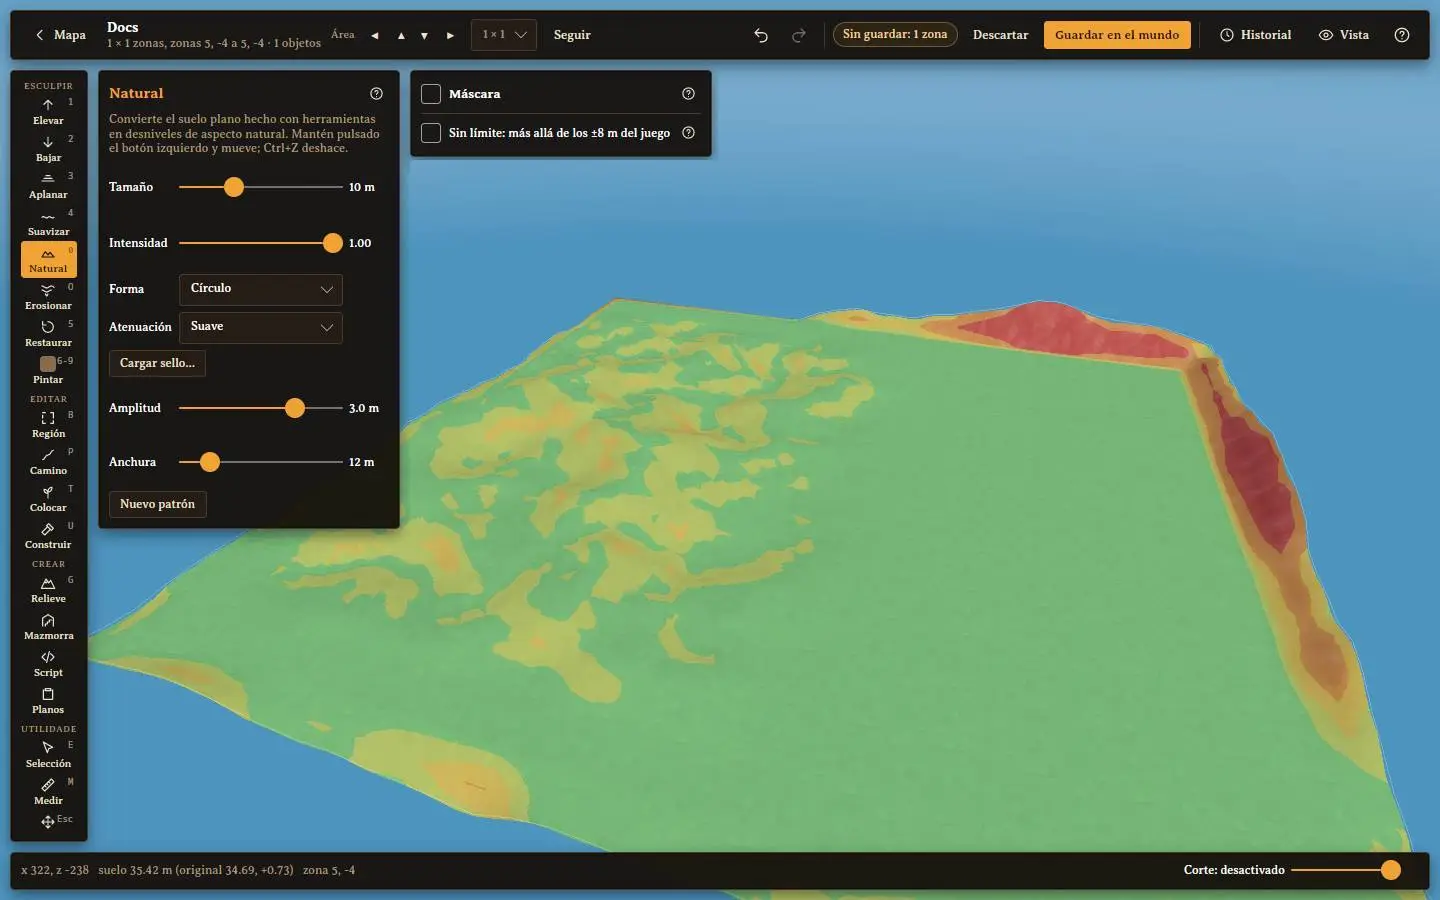 Mapa
Docs
1 × 1 zonas, zonas 5, -4 a 5, -4 · 1 objetos
Área
1 × 1
Seguir
Sin guardar: 1 zona
Descartar
Guardar en el mundo
Historial
Vista
ESCULPIR
1
Elevar
2
Bajar
3
Aplanar
4
Suavizar
0
Natural
O
Erosionar
5
Restaurar
6-9
Pintar
EDITAR
B
Región
P
Camino
T
Colocar
U
Construir
CREAR
G
Relieve
Mazmorra
Script
Planos
UTILIDADE
E
Selección
M
Medir
Esc
Natural
Convierte el suelo plano hecho con herramientas
en desniveles de aspecto natural. Mantén pulsado
el botón izquierdo y mueve; Ctrl+Z deshace.
Tamaño
10 m
Intensidad
1.00
Forma
Círculo
Atenuación
Suave
Cargar sello...
Amplitud
3.0 m
Anchura
12 m
Nuevo patrón
Máscara
Sin límite: más allá de los ±8 m del juego
x 322, z -238 suelo 35.42 m (original 34.69, +0.73) zona 5, -4
Corte: desactivado